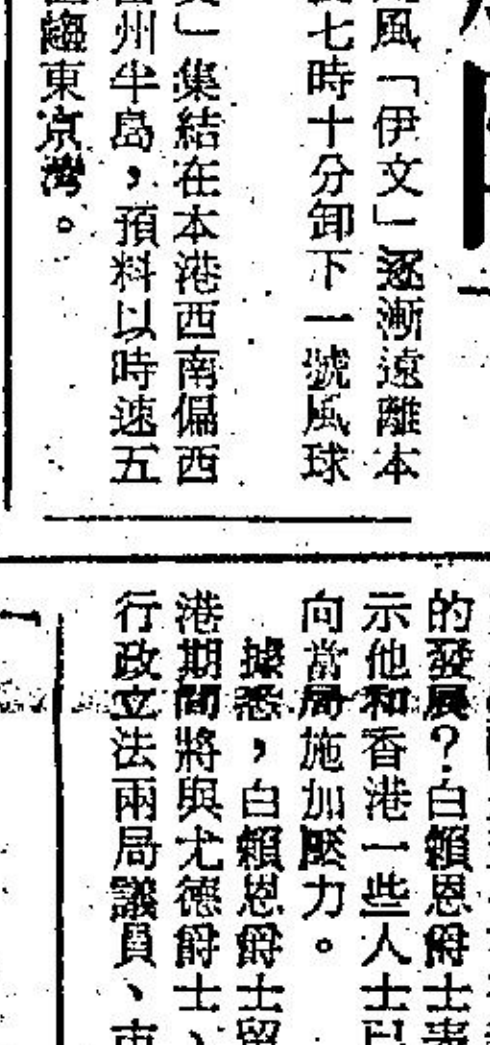 風「伊文」逐漸遠離本
七時十分卸下一號風球
」集結在本港西南偏西
州半島，預料以時速五
趨東京灣。
的發展？白賴恩爵士表
示他和香港一些人士已
向當局施加壓力。
據悉，白賴恩爵士留
港期間將與尤德爵士、
行政立法兩局議員、市